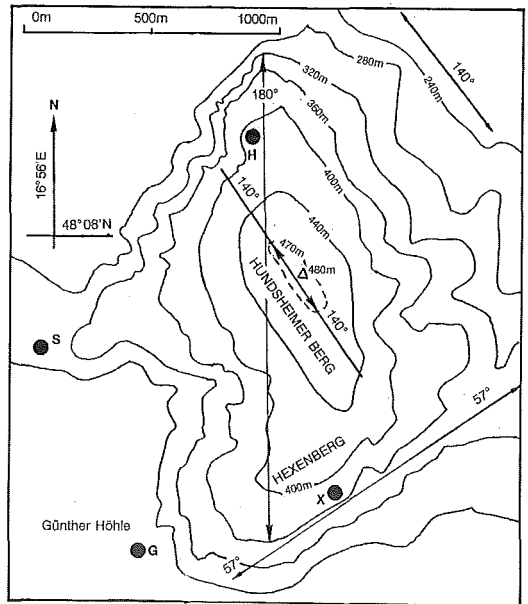 0m 500m 1000m
N
16°56'E
48°08'N
180°
H
140°
320m
280m
240m
140°
360m
400m
440m
470m
480m
HUNDSHEIMER BERG
140°
S
57°
HEXENBERG
400m
X
Günther Höhle
G
57°